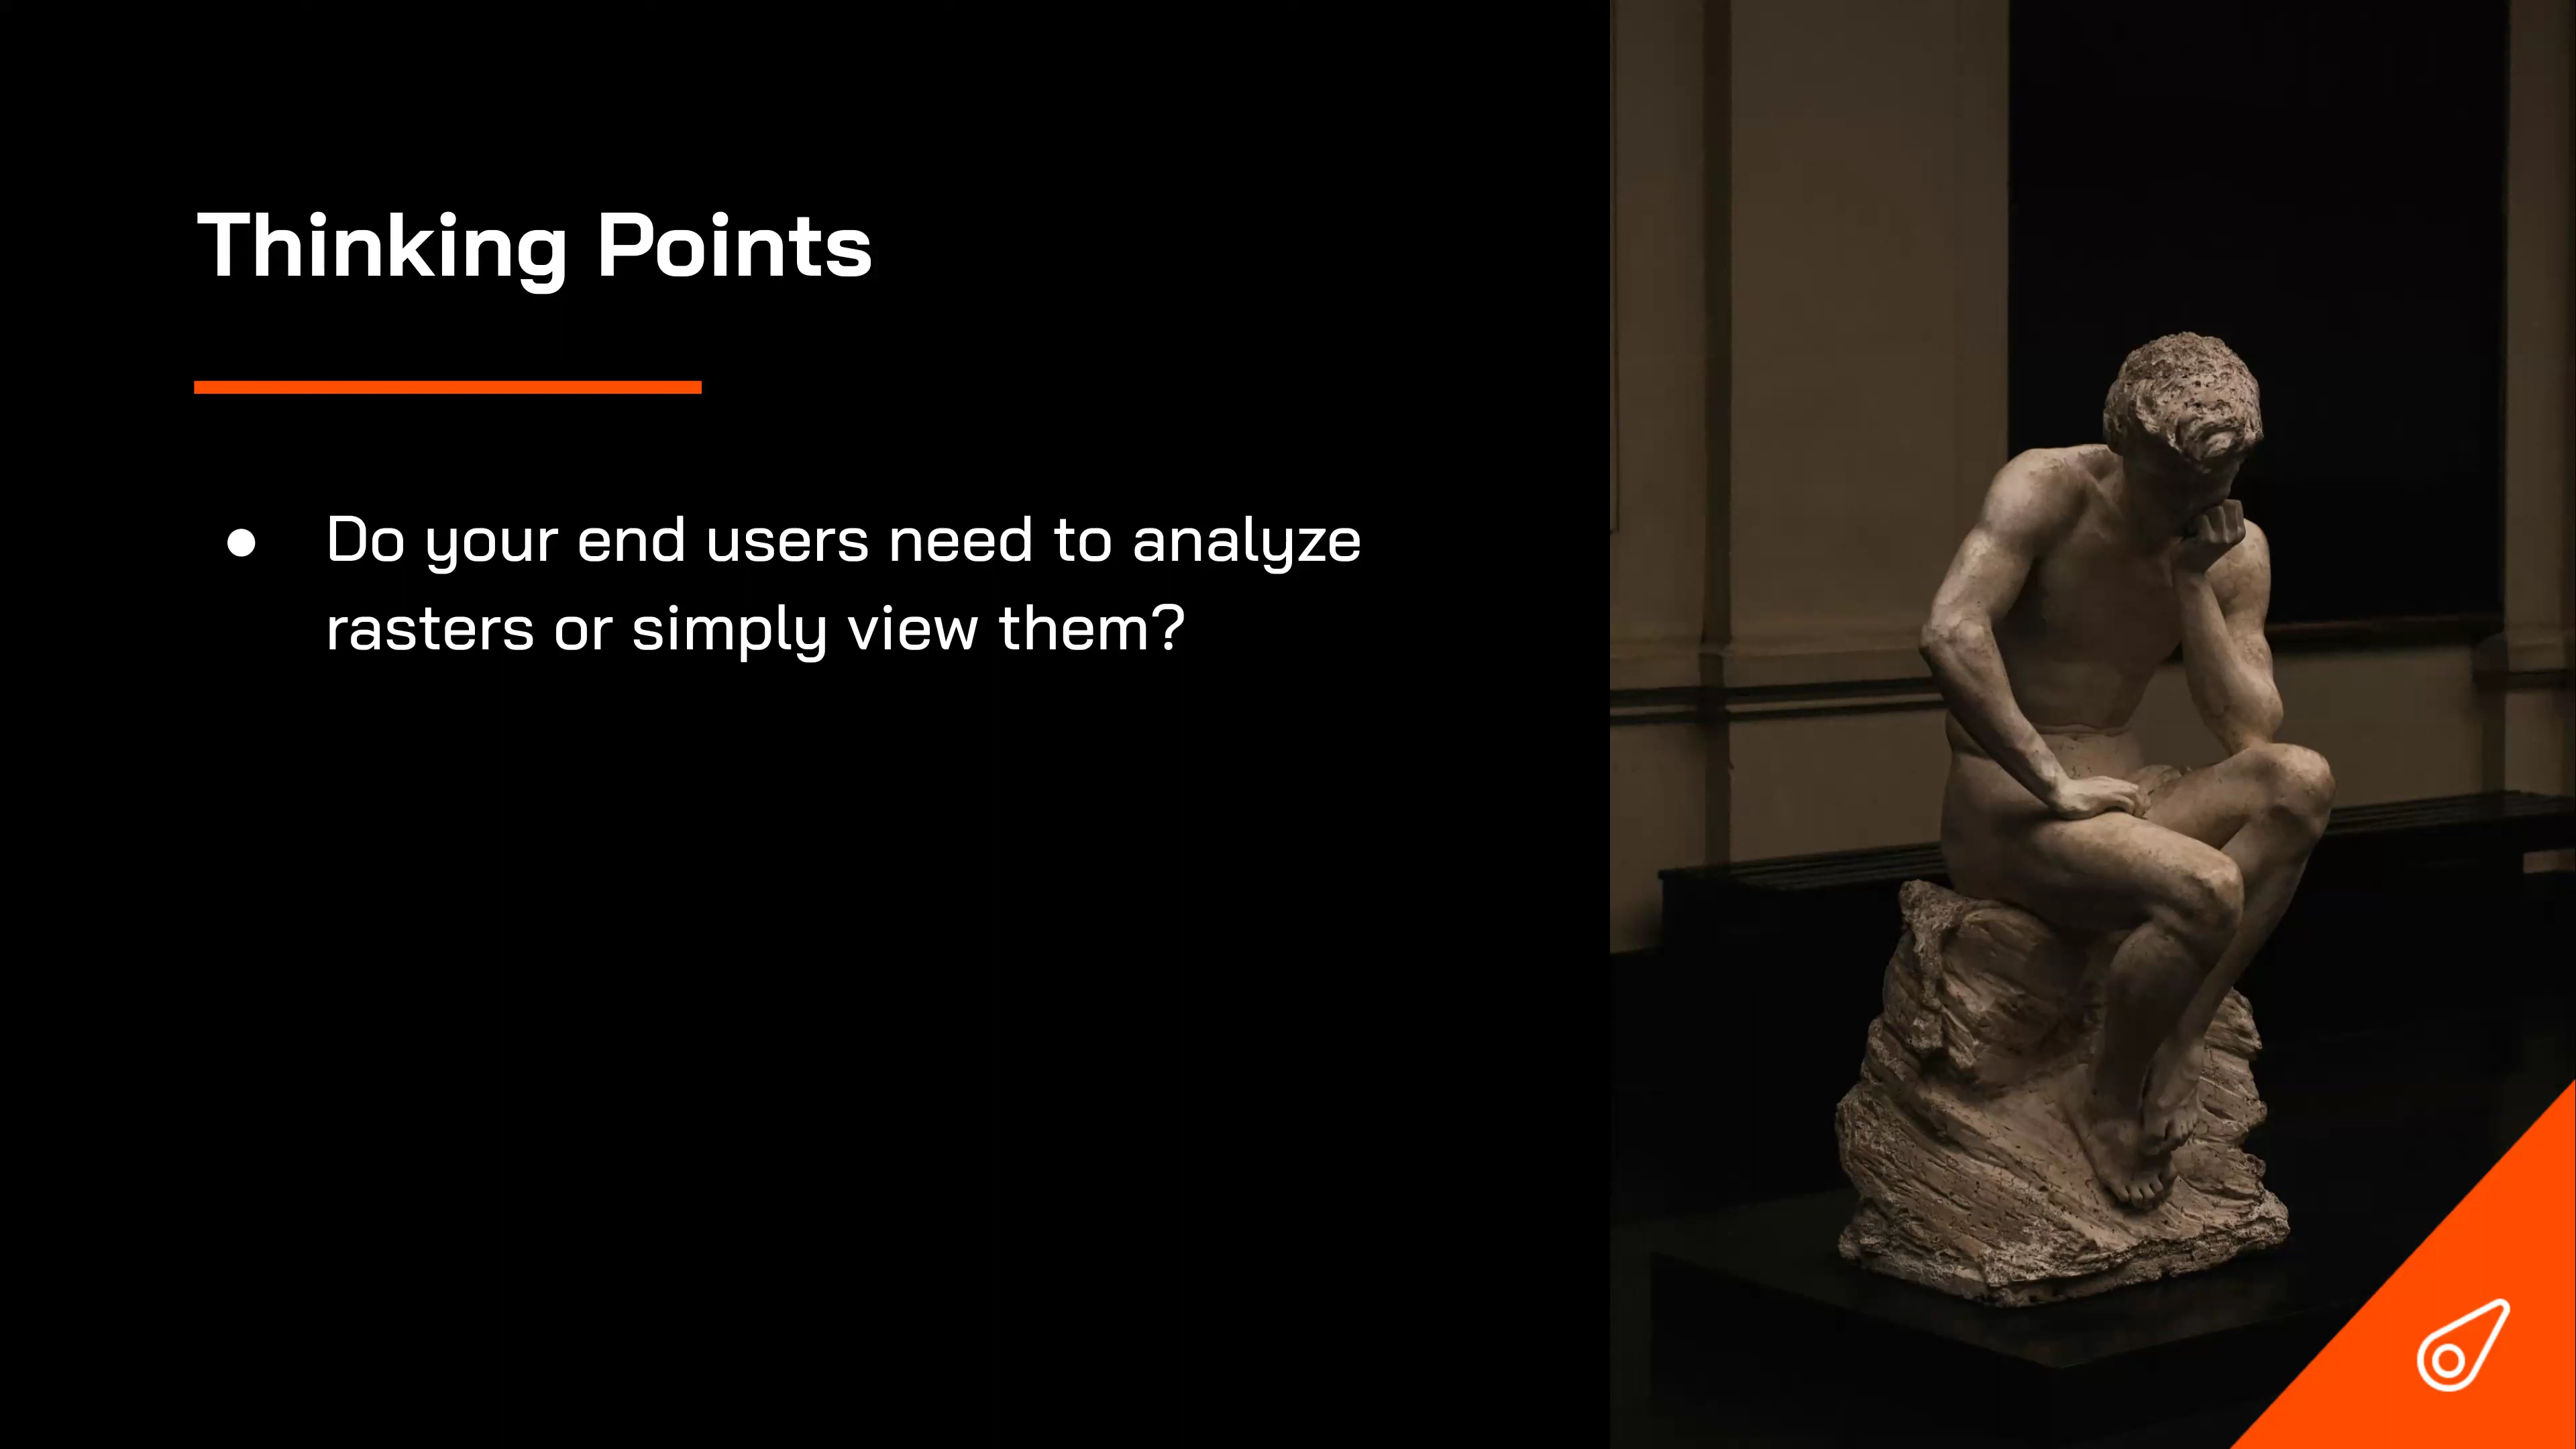 Thinking Points
● Do your end users need to analyze
rasters or simply view them?